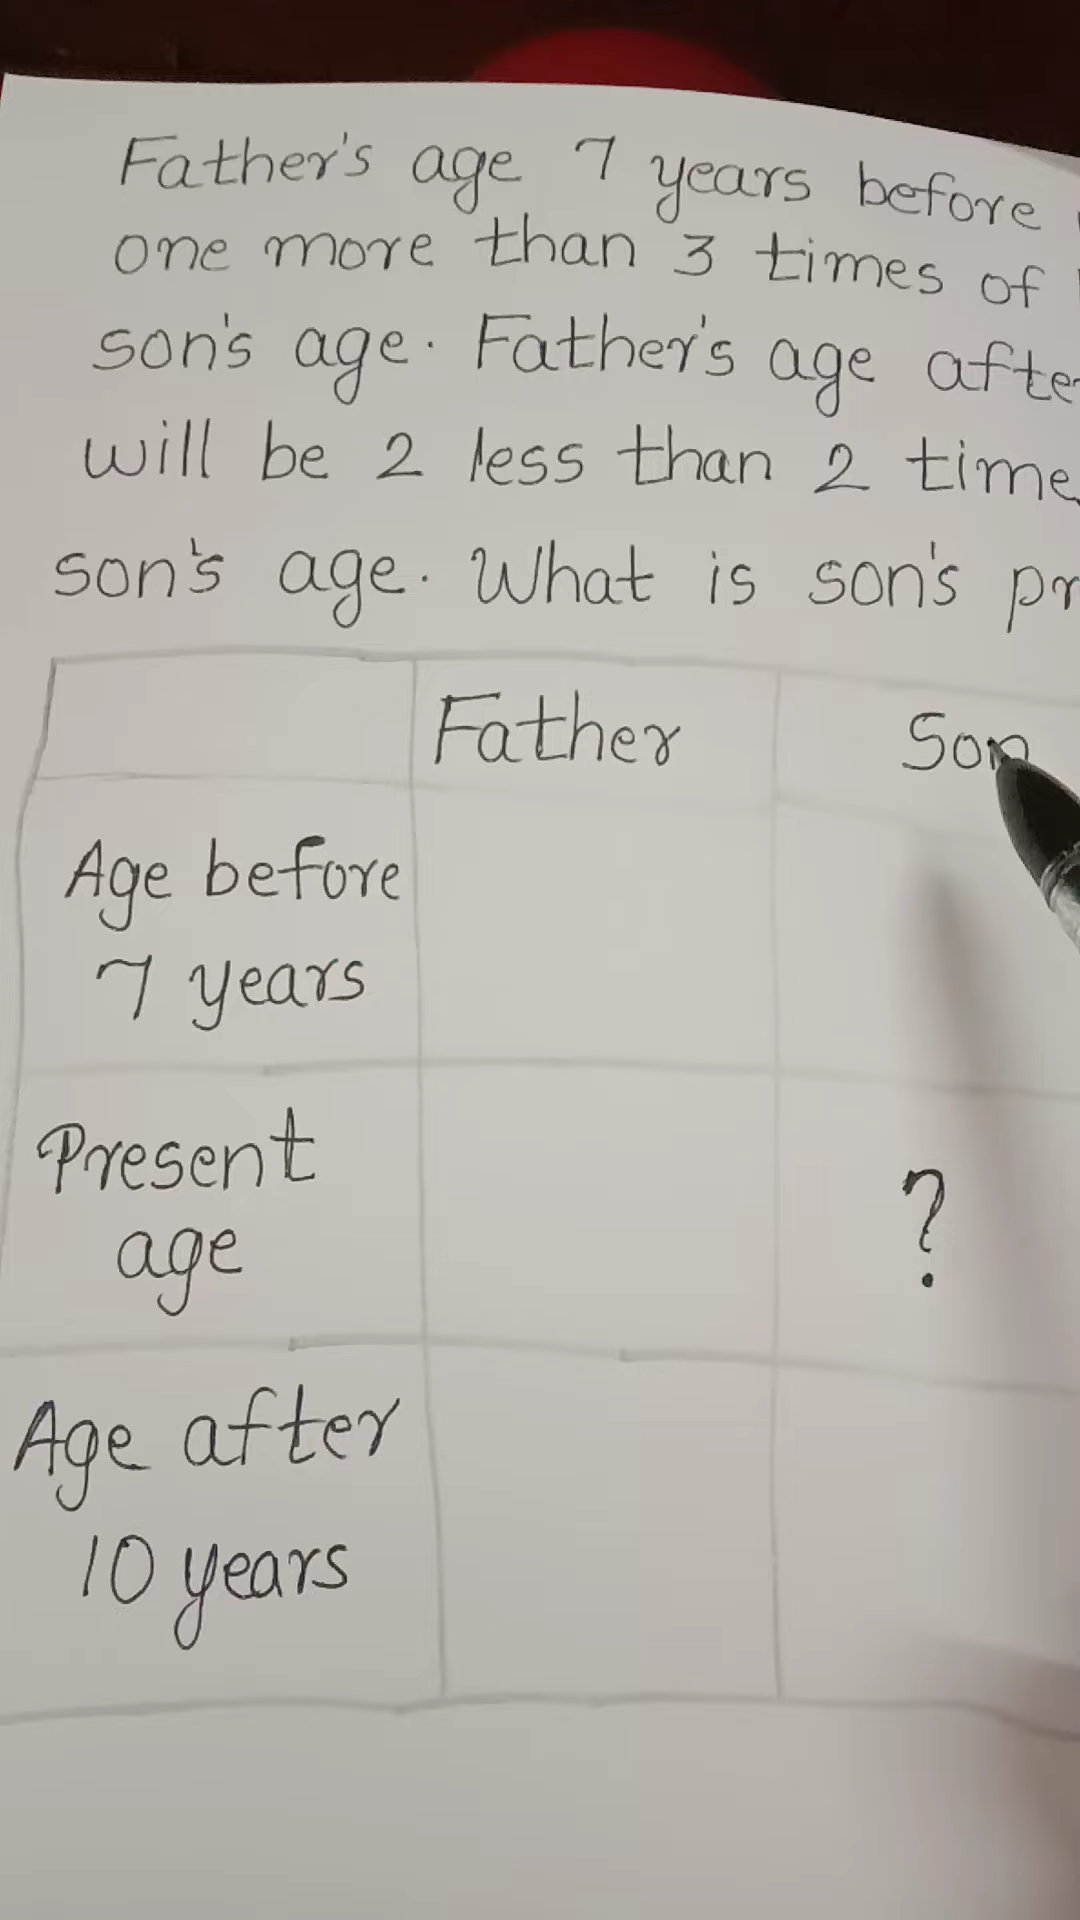 Father's age 7 years before
one more than 3 times of
son's age. Father's age afte
will be 2 less than 2 time
son's age. What is son's pr
Father Son
Age before
7 years
Present
age
?
Age after
10 years